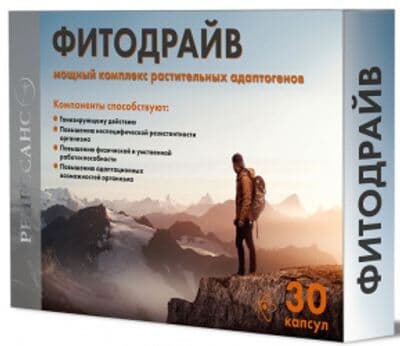 ФИТОДРАЙВ
мощный комплекс растительных адаптогенов
Компоненты способствуют:
Тонизирующему действию
Повышению неспецифической резистентности
организма
Повышению физической и умственной
работоспособности
Повышению адаптационных
возможностей организма
30
капсул
ФИТОДРАЙВ